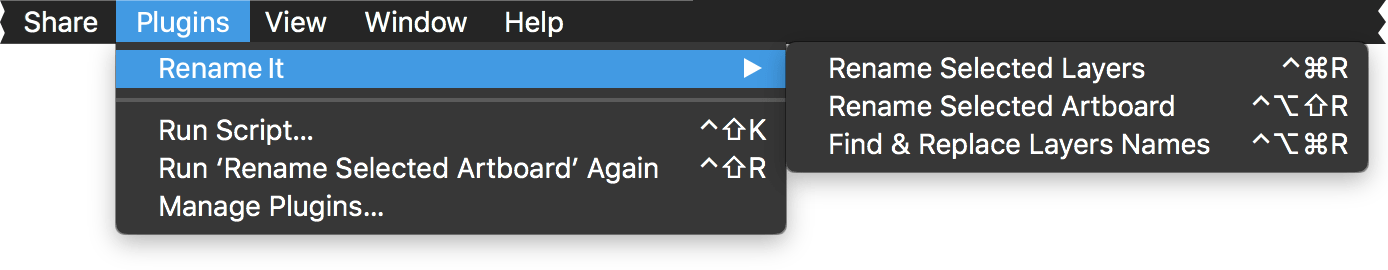 Share Plugins View Window Help
Rename It ▶
Run Script... ⌃⇧K
Run ‘Rename Selected Artboard’ Again ⌃⇧R
Manage Plugins...
Rename Selected Layers ⌃⌘R
Rename Selected Artboard ⌃⌥⇧R
Find & Replace Layers Names ⌃⌥⌘R